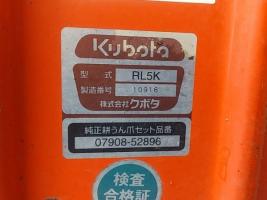 Kubota
型式 RL5K
製造番号 10916
株式会社クボタ
純正耕うん爪セット品番
07908-52896
検査
合格証